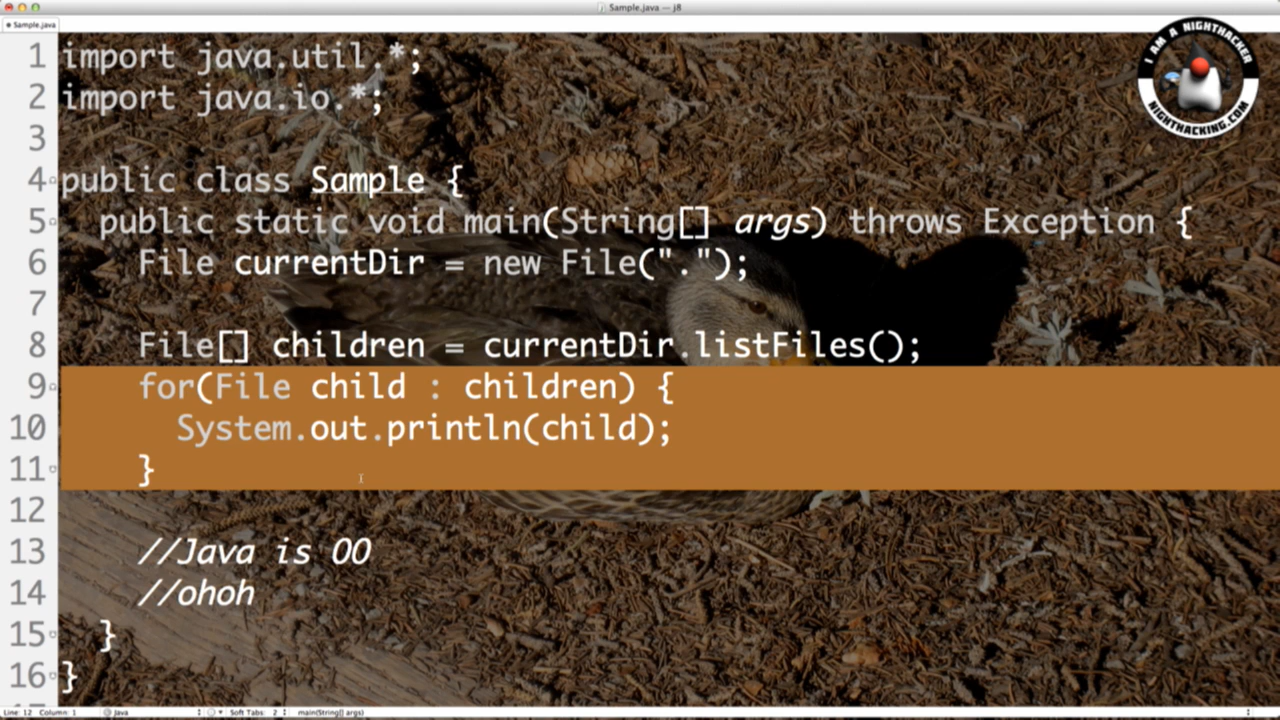 Sample.java — j8
Sample.java
I AM A NIGHTHACKER
NIGHTHACKING.COM
1 import java.util.*;
2 import java.io.*;
3
4 public class Sample {
5 public static void main(String[] args) throws Exception {
6 File currentDir = new File(".");
7
8 File[] children = currentDir.listFiles();
9 for(File child : children) {
10 System.out.println(child);
11 }
12
13 //Java is OO
14 //ohoh
15 }
16 }
17
Line: 12 Column: 1 Java Soft Tabs: 2 main(String[] args)